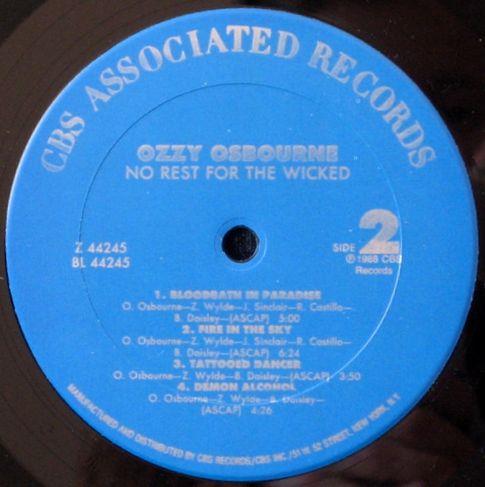 CBS ASSOCIATED RECORDS
OZZY OSBOURNE
NO REST FOR THE WICKED
Z 44245
BL 44245
SIDE 2
℗ 1988 CBS
Records
1. BLOODBATH IN PARADISE
O. Osbourne—Z. Wylde—J. Sinclair—R. Castillo—
B. Daisley—(ASCAP) 5:00
2. FIRE IN THE SKY
O. Osbourne—Z. Wylde—J. Sinclair—R. Castillo—
B. Daisley—(ASCAP) 6:24
3. TATTOOED DANCER
O. Osbourne—Z. Wylde—B. Daisley—(ASCAP) 3:50
4. DEMON ALCOHOL
O. Osbourne—Z. Wylde—B. Daisley—
(ASCAP) 4:26
MANUFACTURED AND DISTRIBUTED BY CBS RECORDS/CBS INC./51 W. 52 STREET, NEW YORK, N.Y.